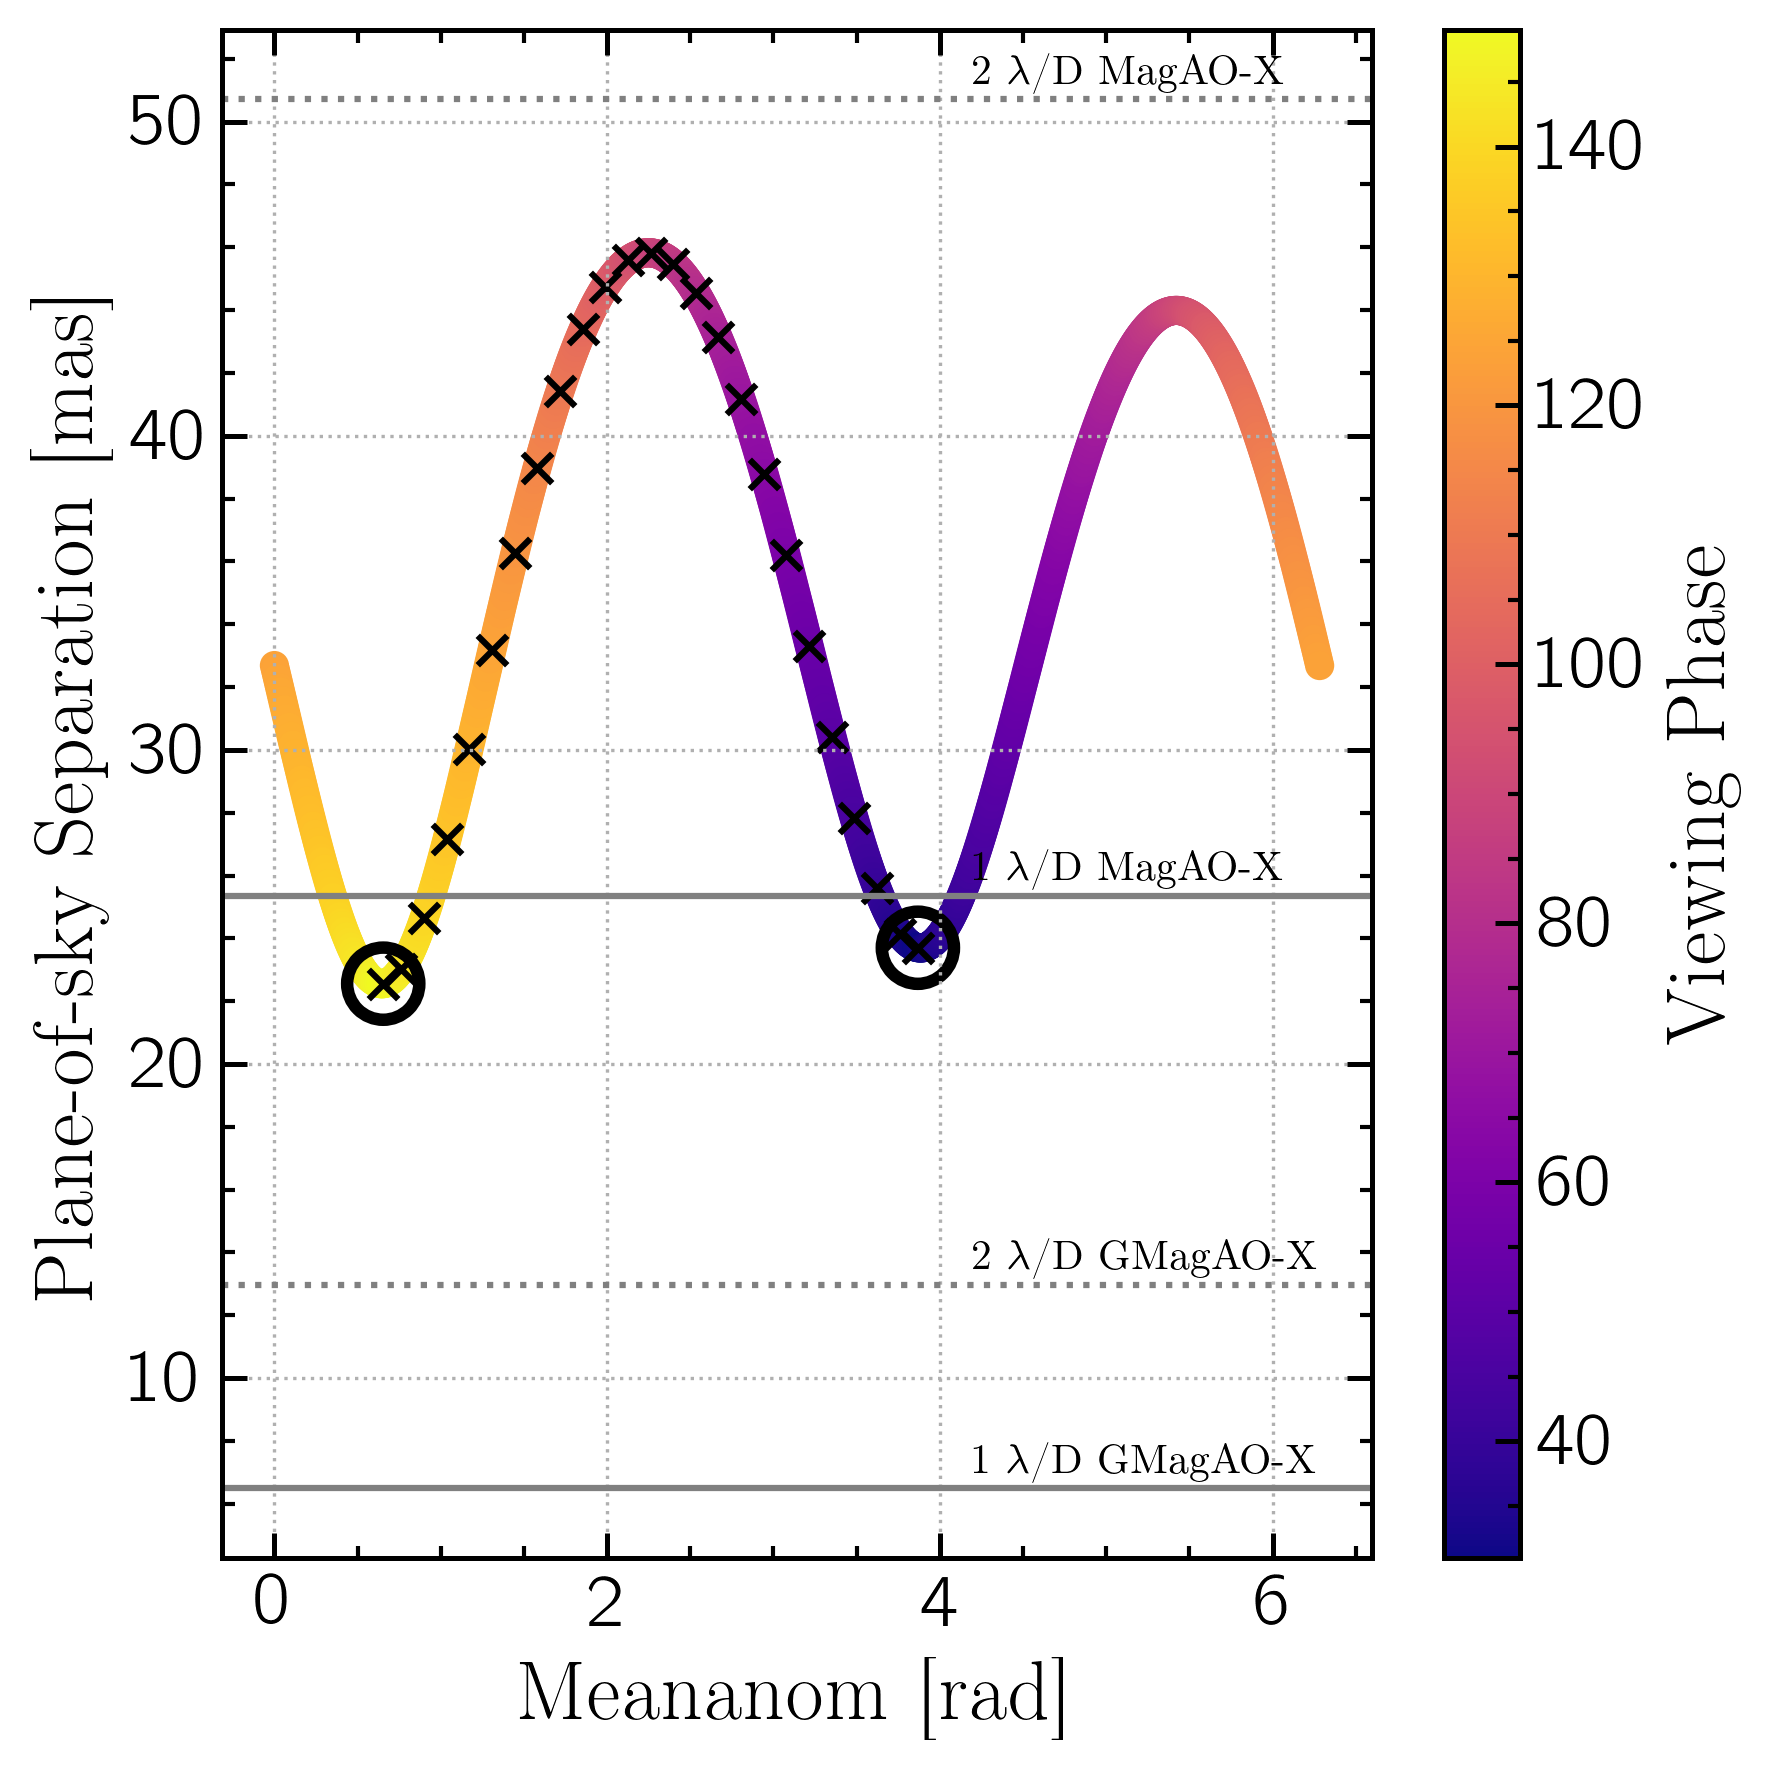 2 λ/D MagAO-X
50
40
30
1 λ/D MagAO-X
20
2 λ/D GMagAO-X
10
1 λ/D GMagAO-X
0 2 4 6
Meananom [rad]
Plane-of-sky Separation [mas]
140
120
100
80
60
40
Viewing Phase